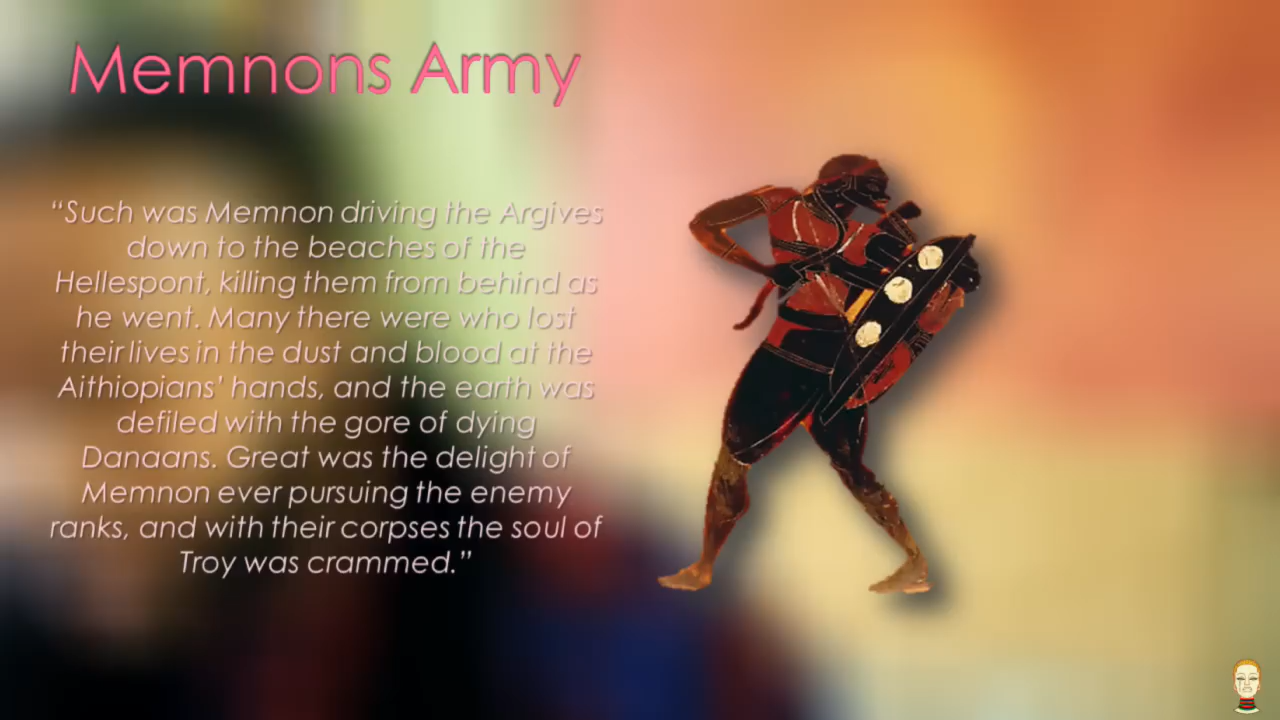 Memnons Army
“Such was Memnon driving the Argives
down to the beaches of the
Hellespont, killing them from behind as
he went. Many there were who lost
their lives in the dust and blood at the
Aithiopians’ hands, and the earth was
defiled with the gore of dying
Danaans. Great was the delight of
Memnon ever pursuing the enemy
ranks, and with their corpses the soul of
Troy was crammed.”